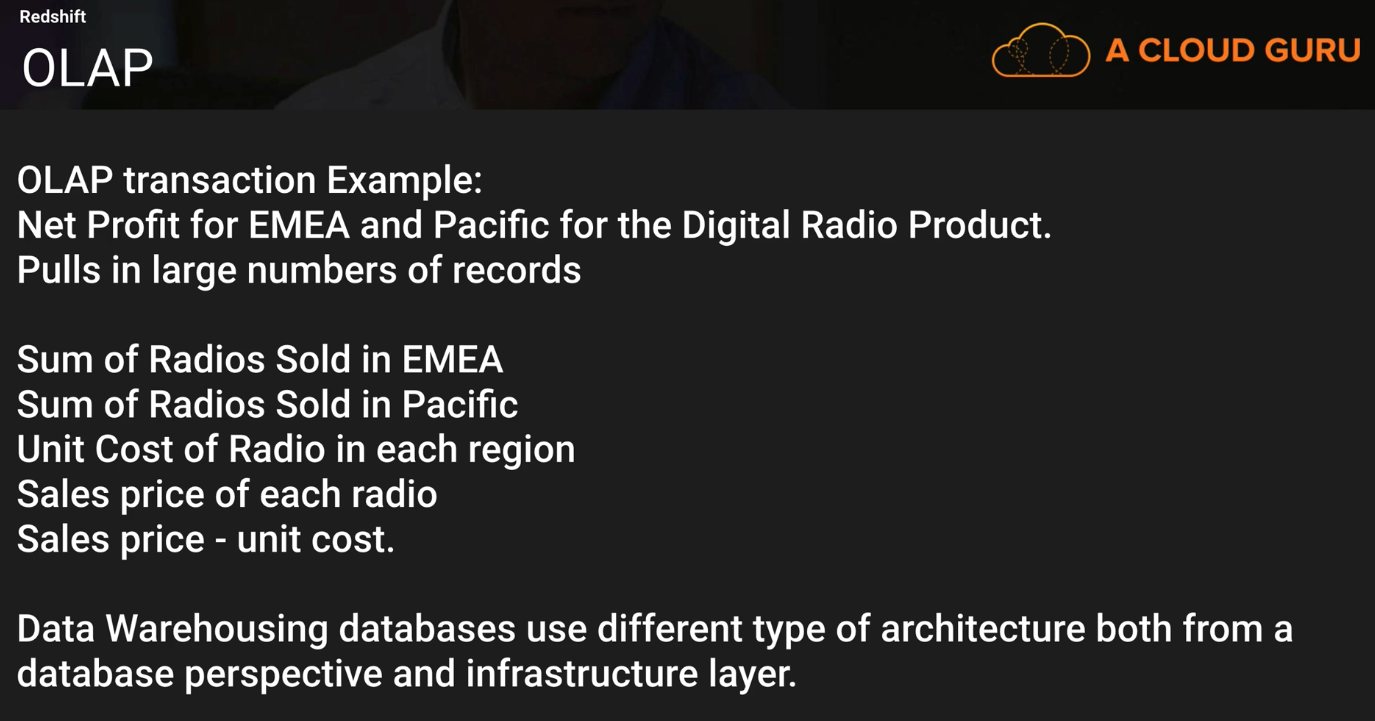 Redshift
OLAP
A CLOUD GURU
OLAP transaction Example:
Net Profit for EMEA and Pacific for the Digital Radio Product.
Pulls in large numbers of records
Sum of Radios Sold in EMEA
Sum of Radios Sold in Pacific
Unit Cost of Radio in each region
Sales price of each radio
Sales price - unit cost.
Data Warehousing databases use different type of architecture both from a
database perspective and infrastructure layer.